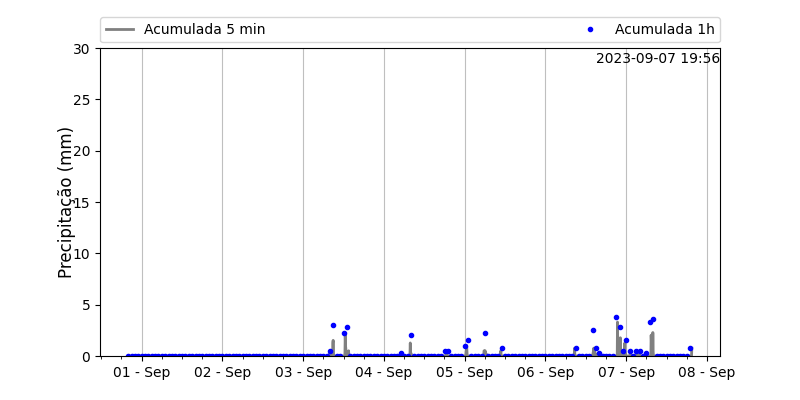 Acumulada 5 min
Acumulada 1h
2023-09-07 19:56
Precipitação (mm)
30
25
20
15
10
5
0
01 - Sep
02 - Sep
03 - Sep
04 - Sep
05 - Sep
06 - Sep
07 - Sep
08 - Sep